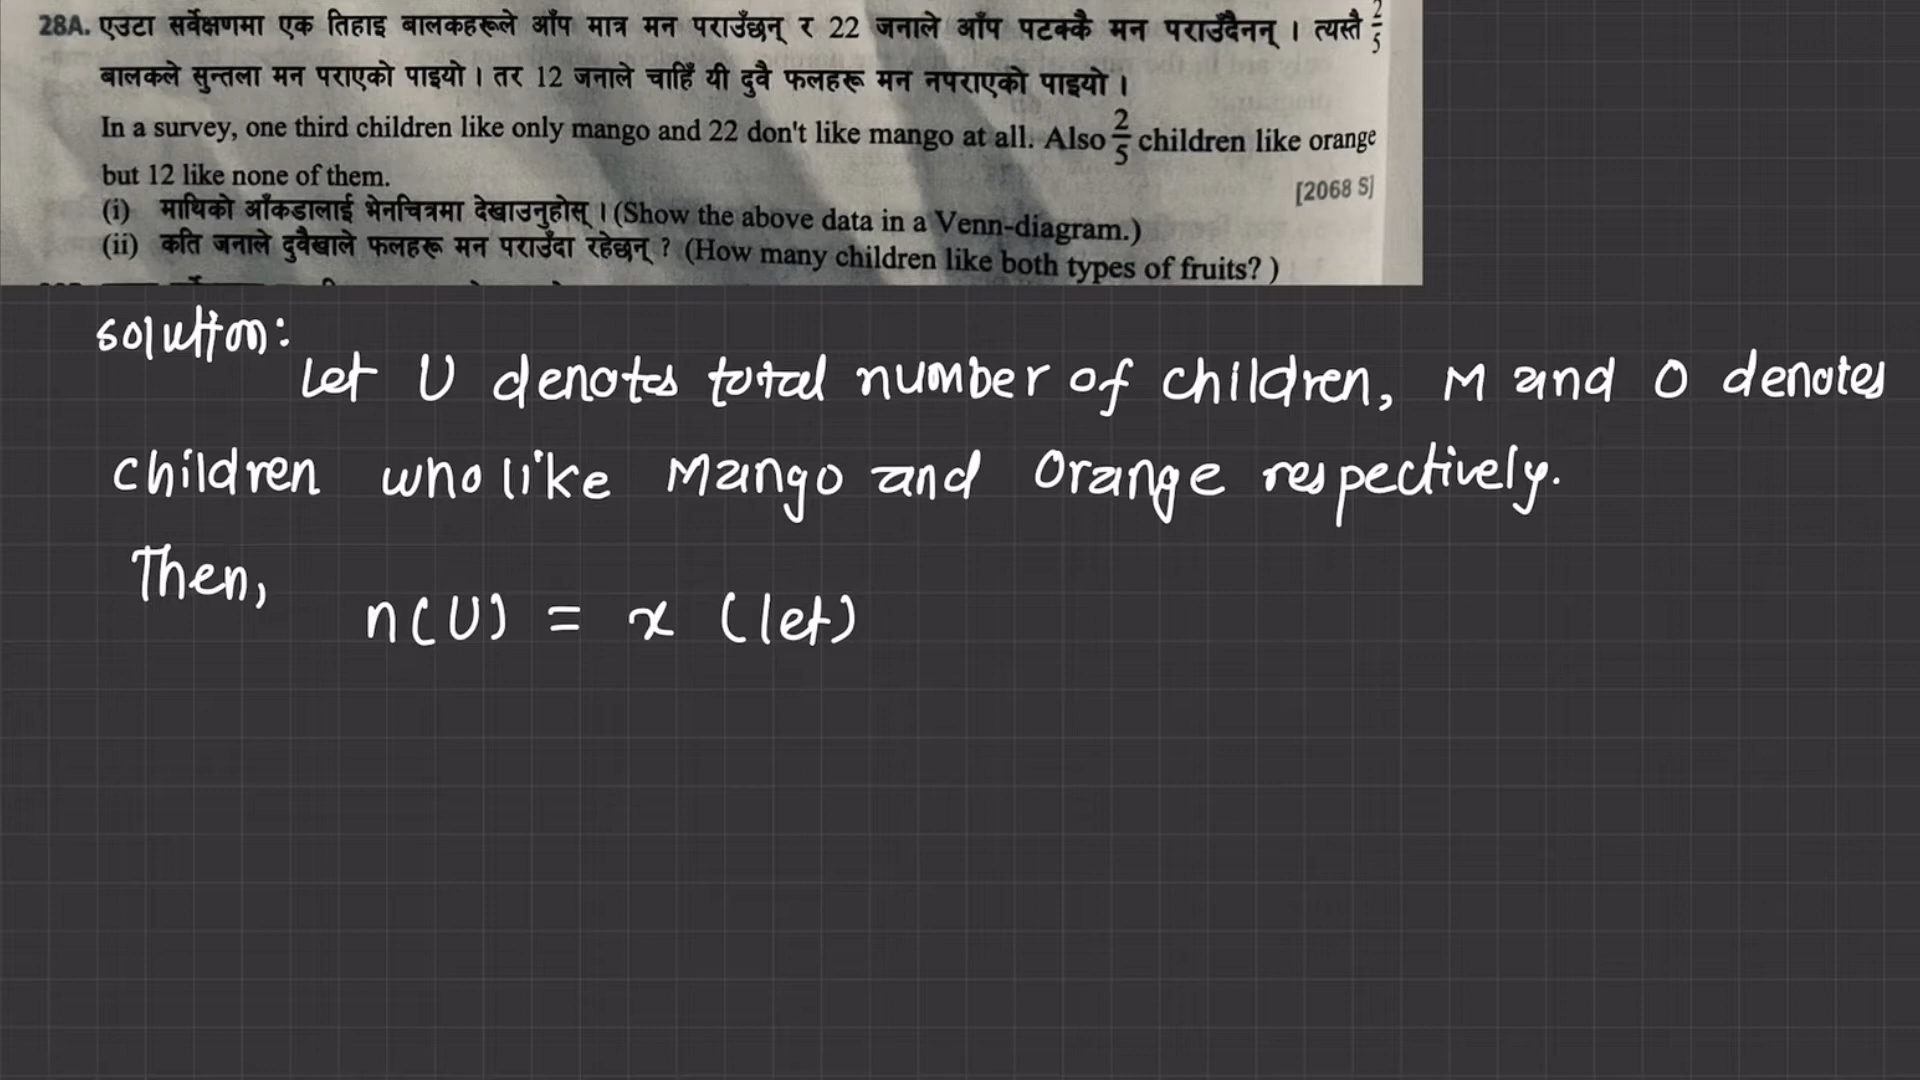 28A. एउटा सर्वेक्षणमा एक तिहाइ बालकहरूले आँप मात्र मन पराउँछन् र 22 जनाले आँप पटक्कै मन पराउँदैनन् । त्यस्तै 2/5
बालकले सुन्तला मन पराएको पाइयो । तर 12 जनाले चाहिँ यी दुवै फलहरू मन नपराएको पाइयो ।
In a survey, one third children like only mango and 22 don't like mango at all. Also 2/5 children like orange
but 12 like none of them.
[2068 S]
(i) माथिको आँकडालाई भेनचित्रमा देखाउनुहोस् । (Show the above data in a Venn-diagram.)
(ii) कति जनाले दुवैखाले फलहरू मन पराउँदा रहेछन् ? (How many children like both types of fruits? )
solution:
Let U denotes total number of children, M and O denotes
children who like Mango and Orange respectively.
Then,
n(U) = x (let)